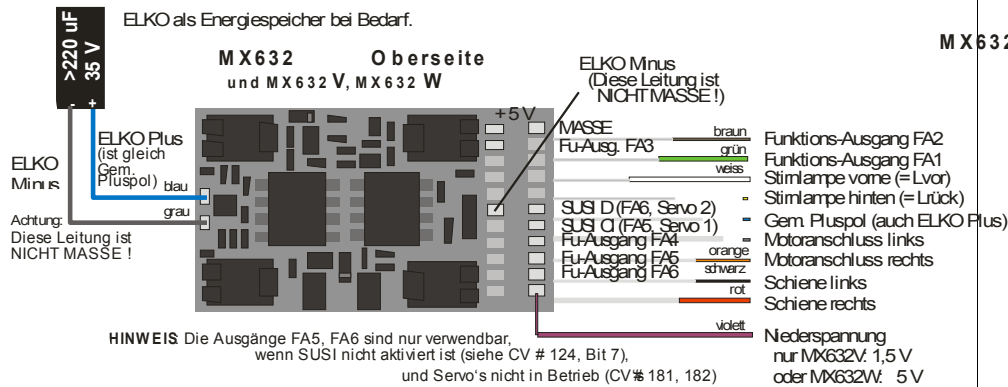 ELKO als Energiespeicher bei Bedarf.
>220 uF
35 V
- +
MX632 Oberseite
und MX632 V, MX632 W
MX632
ELKO Minus
(Diese Leitung ist
NICHT MASSE !)
+5V
ELKO Plus
(ist gleich
Gem.
Pluspol)
blau
grau
ELKO
Minus
Achtung:
Diese Leitung ist
NICHT MASSE !
MASSE
Fu-Ausg. FA3
SUSI D (FA6, Servo 2)
SUSI Cl (FA5, Servo 1)
Fu-Ausgang FA4
Fu-Ausgang FA5
Fu-Ausgang FA6
braun Funktions-Ausgang FA2
grün Funktions-Ausgang FA1
weiss Stirnlampe vorne (= Lvor)
Stirnlampe hinten (= Lrück)
Gem. Pluspol (auch ELKO Plus)
Motoranschluss links
orange Motoranschluss rechts
schwarz Schiene links
rot Schiene rechts
violett Niederspannung
nur MX632V: 1,5 V
oder MX632W: 5 V
HINWEIS: Die Ausgänge FA5, FA6 sind nur verwendbar,
wenn SUSI nicht aktiviert ist (siehe CV # 124, Bit 7),
und Servo's nicht in Betrieb (CV's # 181, 182)